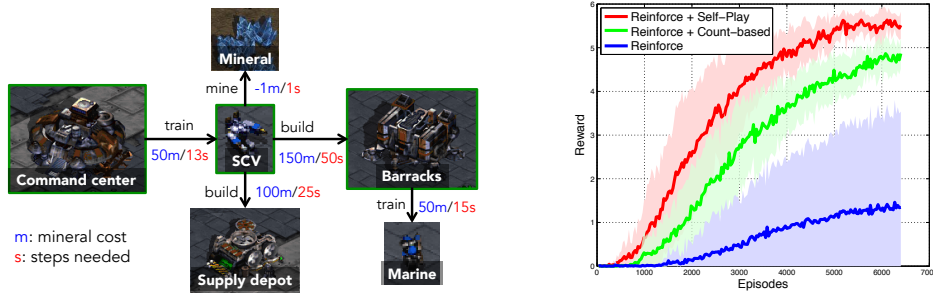 Mineral
mine
-1m/1s
train
build
50m/13s
SCV
150m/50s
Command center
Barracks
build
100m/25s
train
50m/15s
Supply depot
Marine
m: mineral cost
s: steps needed
Reinforce + Self-Play
Reinforce + Count-based
Reinforce
Reward
6
5
4
3
2
1
0
0
1000
2000
3000
4000
5000
6000
7000
Episodes